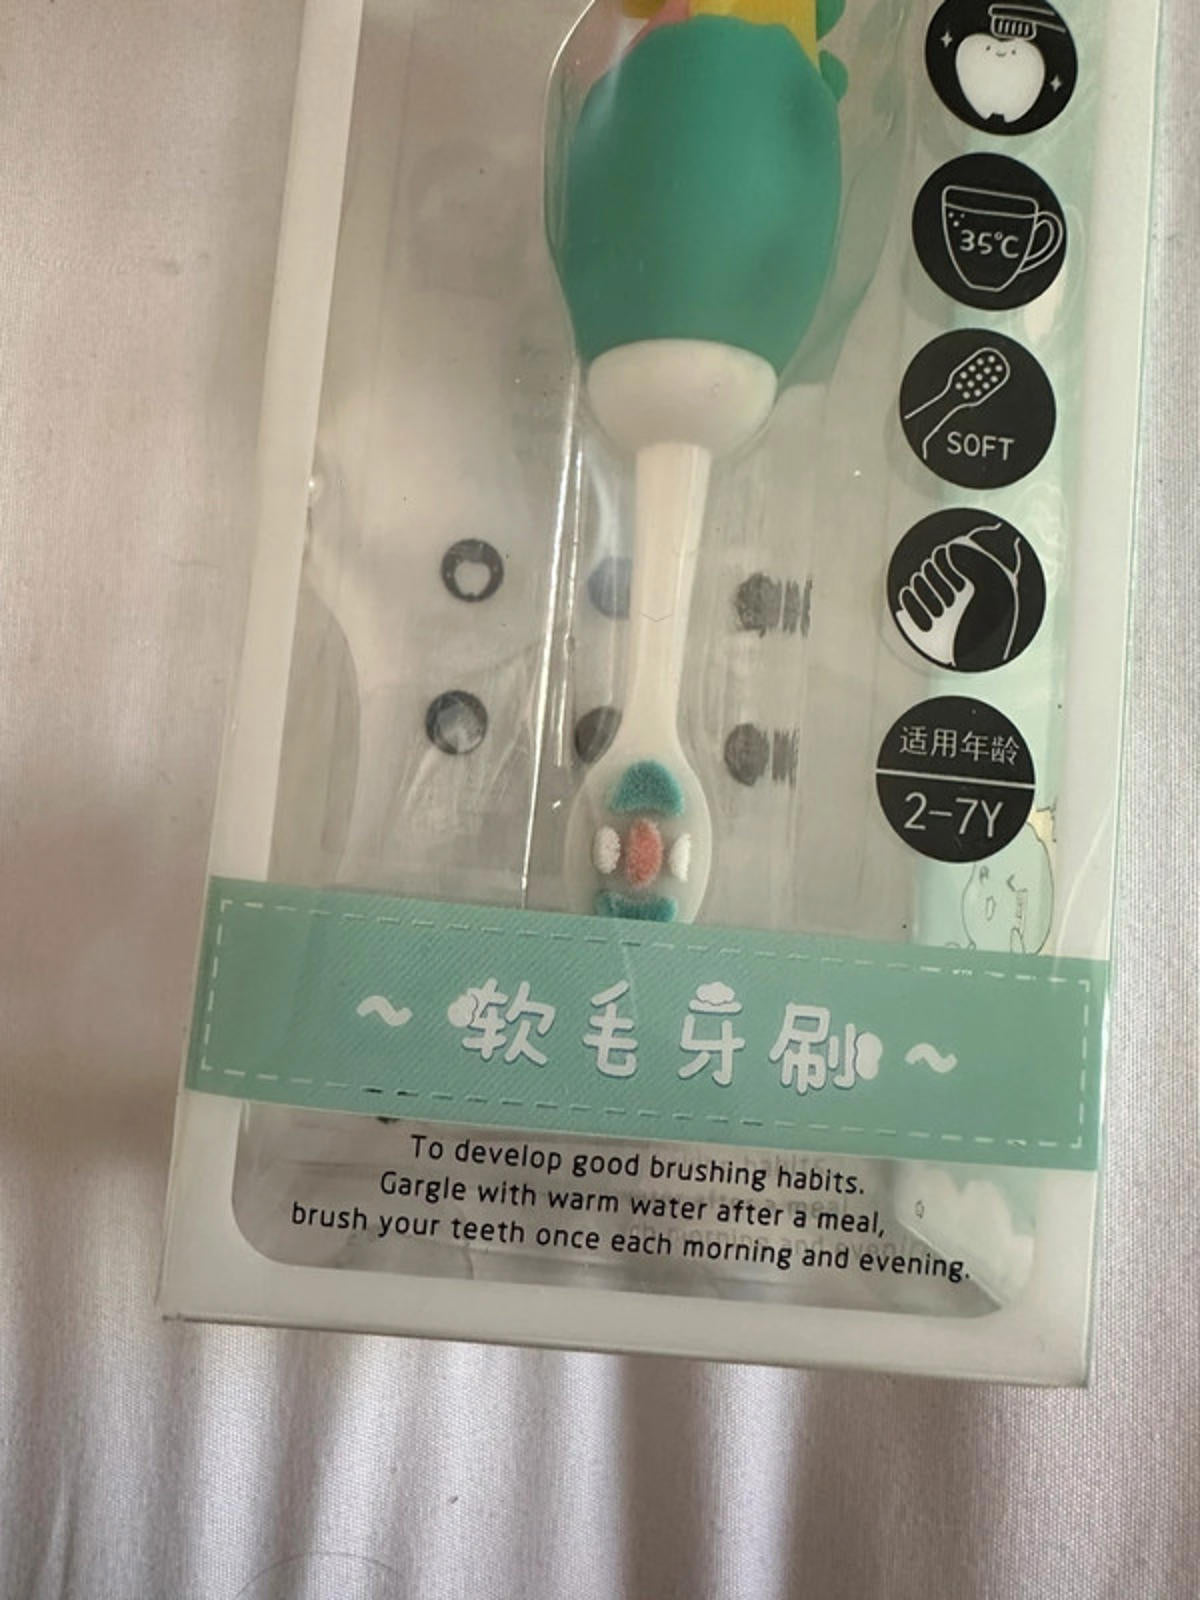 35°C
SOFT
适用年龄
2-7Y
~ 软毛牙刷 ~
To develop good brushing habits.
Gargle with warm water after a meal,
brush your teeth once each morning and evening.